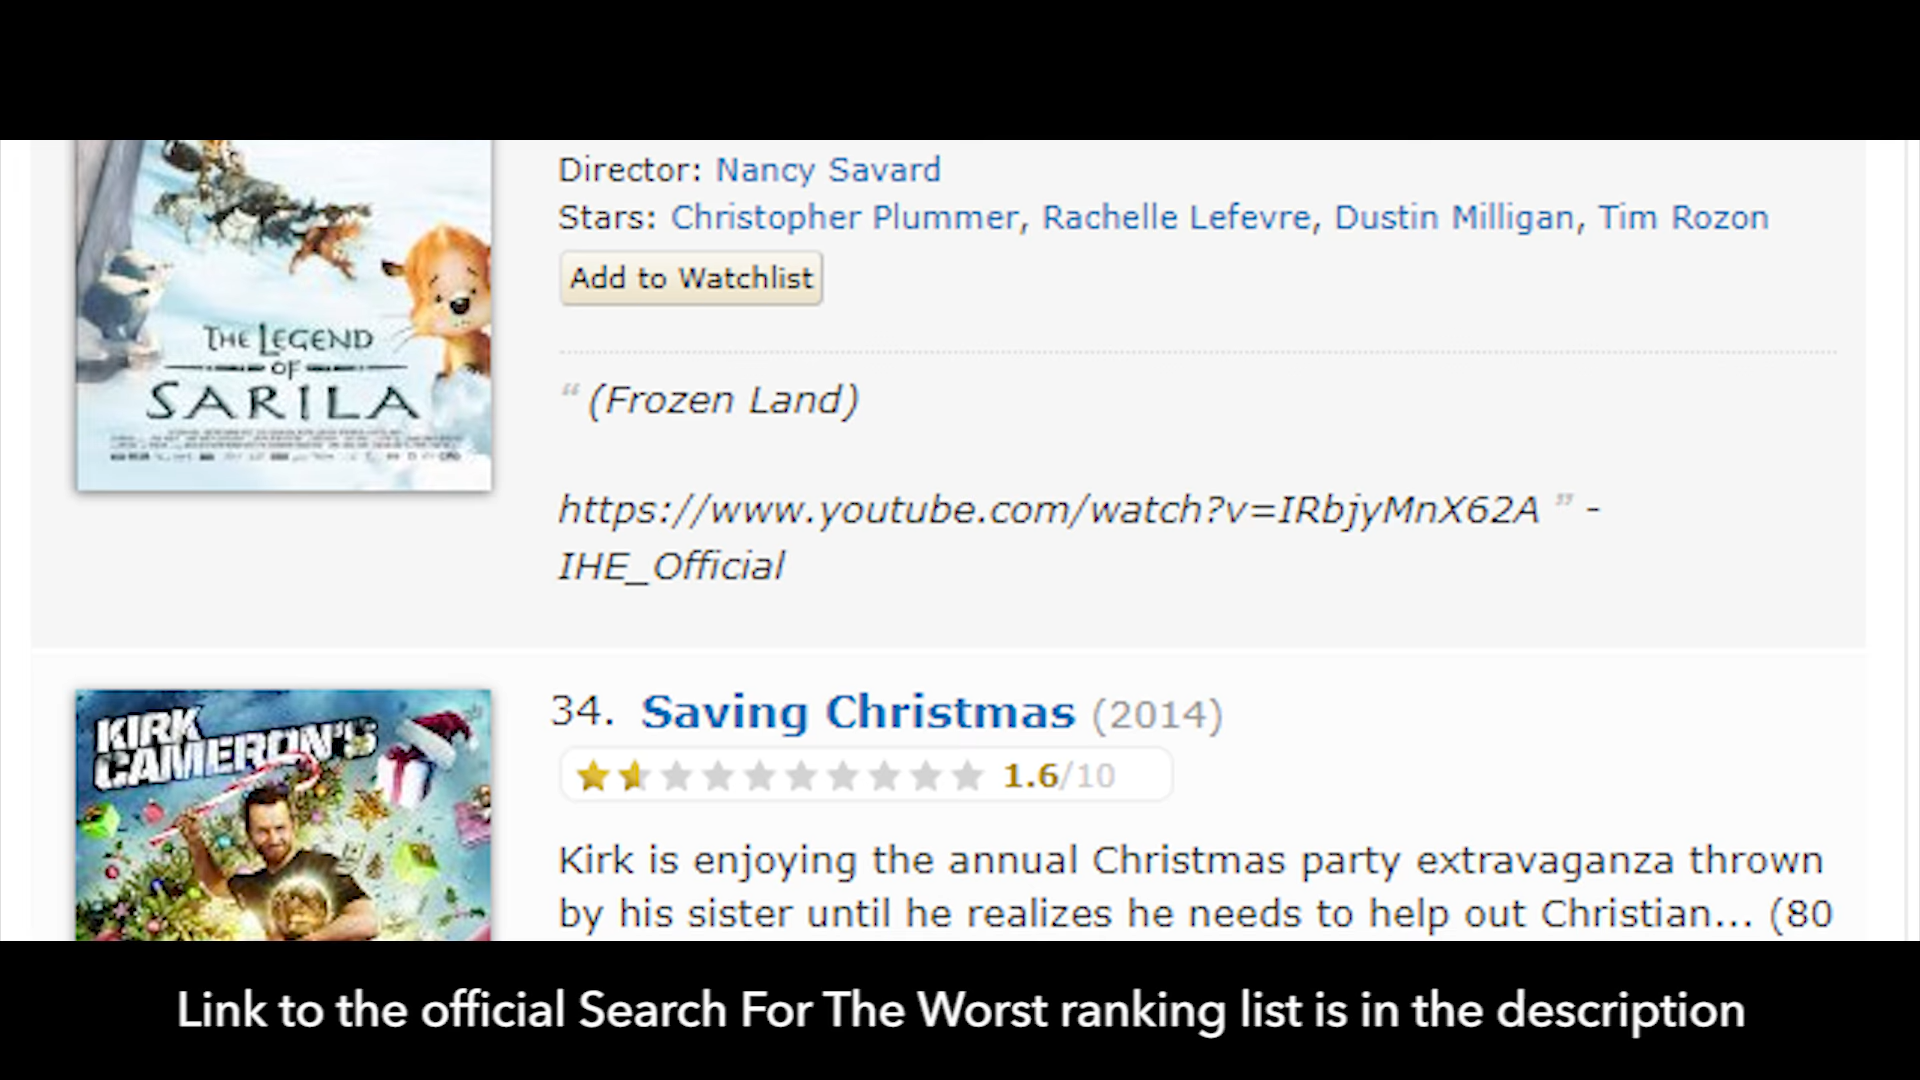 Director: Nancy Savard
Stars: Christopher Plummer, Rachelle Lefevre, Dustin Milligan, Tim Rozon
Add to Watchlist
THE LEGEND
OF
SARILA
“ (Frozen Land)
https://www.youtube.com/watch?v=IRbjyMnX62A ” -
IHE_Official
KIRK
CAMERON'S
34. Saving Christmas (2014)
1.6/10
Kirk is enjoying the annual Christmas party extravaganza thrown
by his sister until he realizes he needs to help out Christian... (80
Link to the official Search For The Worst ranking list is in the description